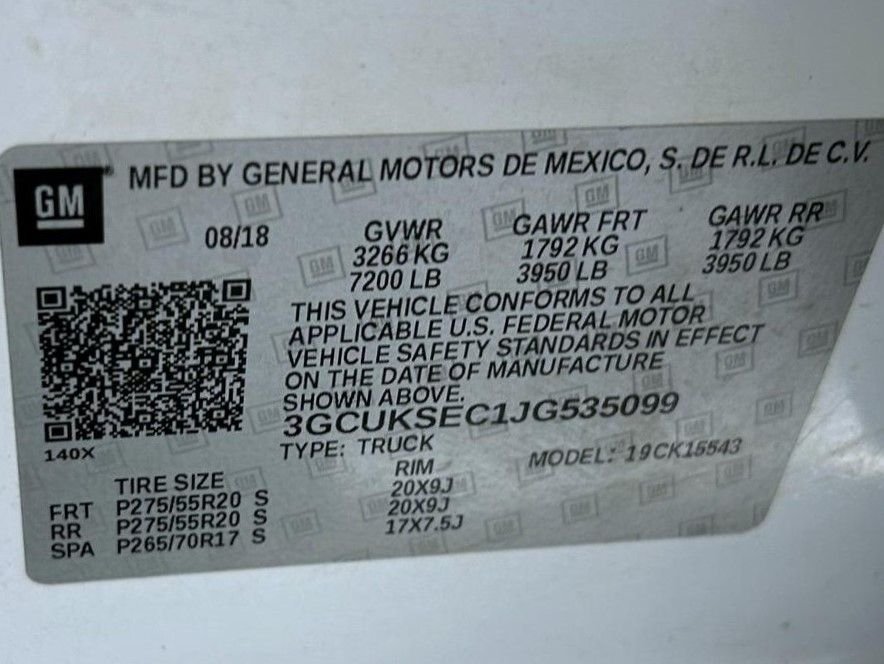 GM MFD BY GENERAL MOTORS DE MEXICO, S. DE R.L. DE C.V.
08/18 GVWR GAWR FRT GAWR RR
3266 KG 1792 KG 1792 KG
7200 LB 3950 LB 3950 LB
THIS VEHICLE CONFORMS TO ALL
APPLICABLE U.S. FEDERAL MOTOR
VEHICLE SAFETY STANDARDS IN EFFECT
ON THE DATE OF MANUFACTURE
SHOWN ABOVE.
3GCUKSEC1JG535099
140X TYPE: TRUCK MODEL: 19CK15543
TIRE SIZE RIM
FRT P275/55R20 S 20X9J
RR P275/55R20 S 20X9J
SPA P265/70R17 S 17X7.5J